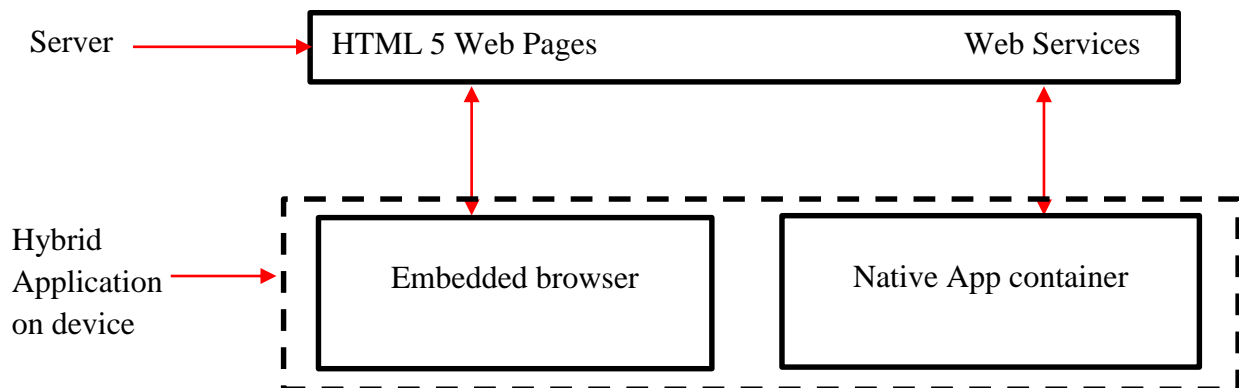 Server
HTML 5 Web Pages
Web Services
Hybrid
Application
on device
Embedded browser
Native App container